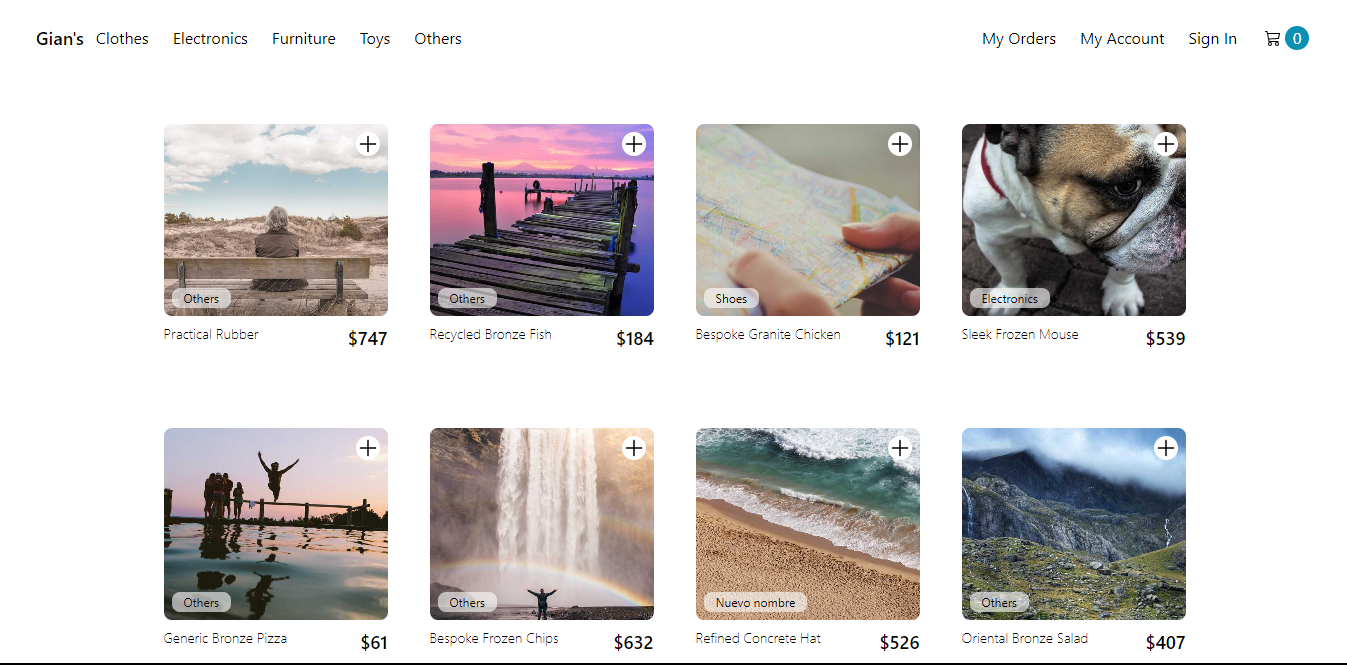 Gian's Clothes Electronics Furniture Toys Others My Orders My Account Sign In 0
Others Others Shoes Electronics
Practical Rubber $747 Recycled Bronze Fish $184 Bespoke Granite Chicken $121 Sleek Frozen Mouse $539
Others Others Nuevo nombre Others
Generic Bronze Pizza $61 Bespoke Frozen Chips $632 Refined Concrete Hat $526 Oriental Bronze Salad $407